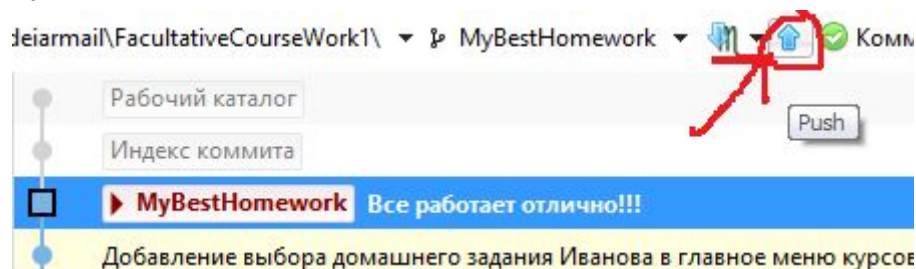 deiarmail\FacultativeCourseWork1\ MyBestHomework Комм
Push
Рабочий каталог
Индекс коммита
MyBestHomework Все работает отлично!!!
Добавление выбора домашнего задания Иванова в главное меню курсов